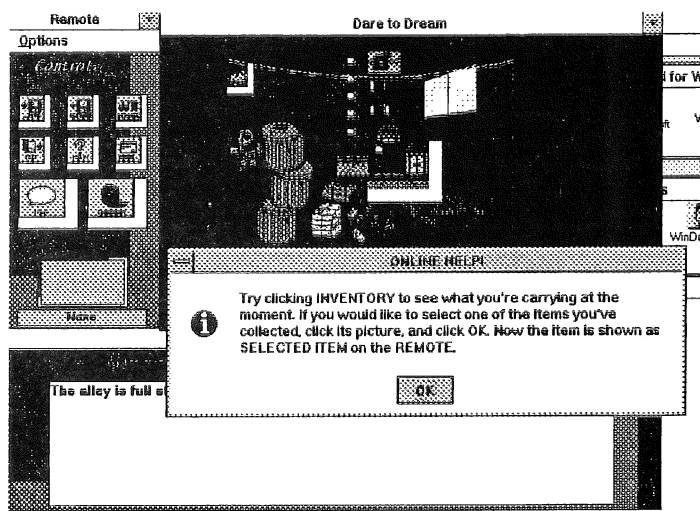 Remote
Dare to Dream
Options
Controls
d for W
WinDe
ONLINE HELP!
Try clicking INVENTORY to see what you're carrying at the
moment. If you would like to select one of the items you've
collected, click its picture, and click OK. Now the item is shown as
SELECTED ITEM on the REMOTE.
OK
None
The alley is full